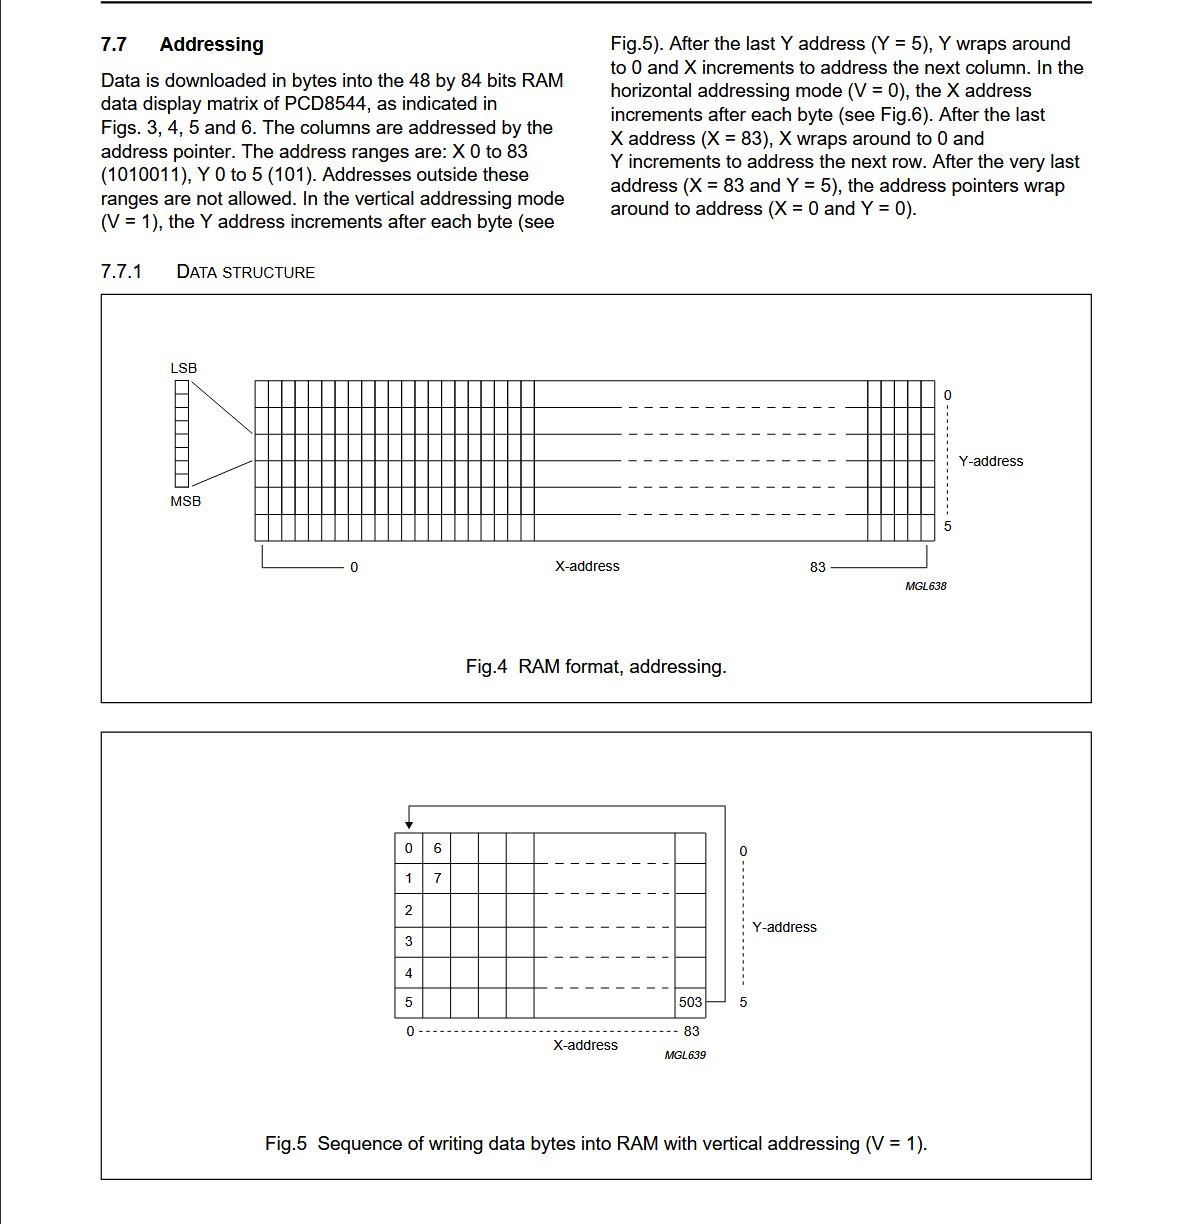 7.7 Addressing
Data is downloaded in bytes into the 48 by 84 bits RAM
data display matrix of PCD8544, as indicated in
Figs. 3, 4, 5 and 6. The columns are addressed by the
address pointer. The address ranges are: X 0 to 83
(1010011), Y 0 to 5 (101). Addresses outside these
ranges are not allowed. In the vertical addressing mode
(V = 1), the Y address increments after each byte (see
Fig.5). After the last Y address (Y = 5), Y wraps around
to 0 and X increments to address the next column. In the
horizontal addressing mode (V = 0), the X address
increments after each byte (see Fig.6). After the last
X address (X = 83), X wraps around to 0 and
Y increments to address the next row. After the very last
address (X = 83 and Y = 5), the address pointers wrap
around to address (X = 0 and Y = 0).
7.7.1 DATA STRUCTURE
LSB
MSB
0
Y-address
5
0 X-address 83
MGL638
Fig.4 RAM format, addressing.
0 6
1 7
2
3
4
5 503
0
Y-address
5
0 83
X-address
MGL639
Fig.5 Sequence of writing data bytes into RAM with vertical addressing (V = 1).